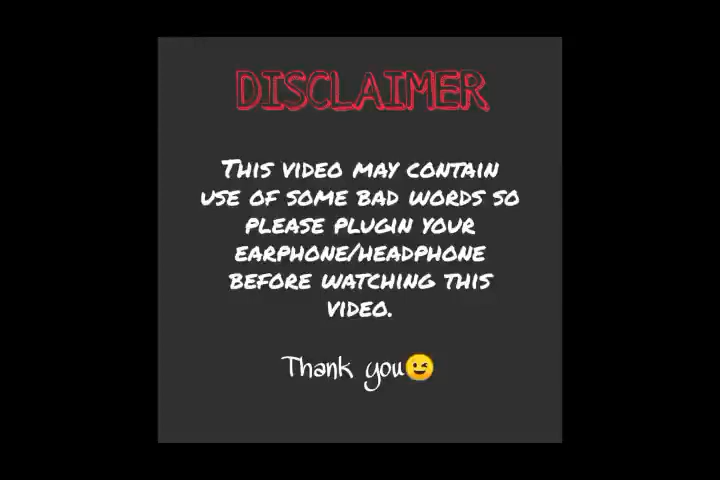 DISCLAIMER
THIS VIDEO MAY CONTAIN
USE OF SOME BAD WORDS SO
PLEASE PLUGIN YOUR
EARPHONE/HEADPHONE
BEFORE WATCHING THIS
VIDEO.
Thank you😉